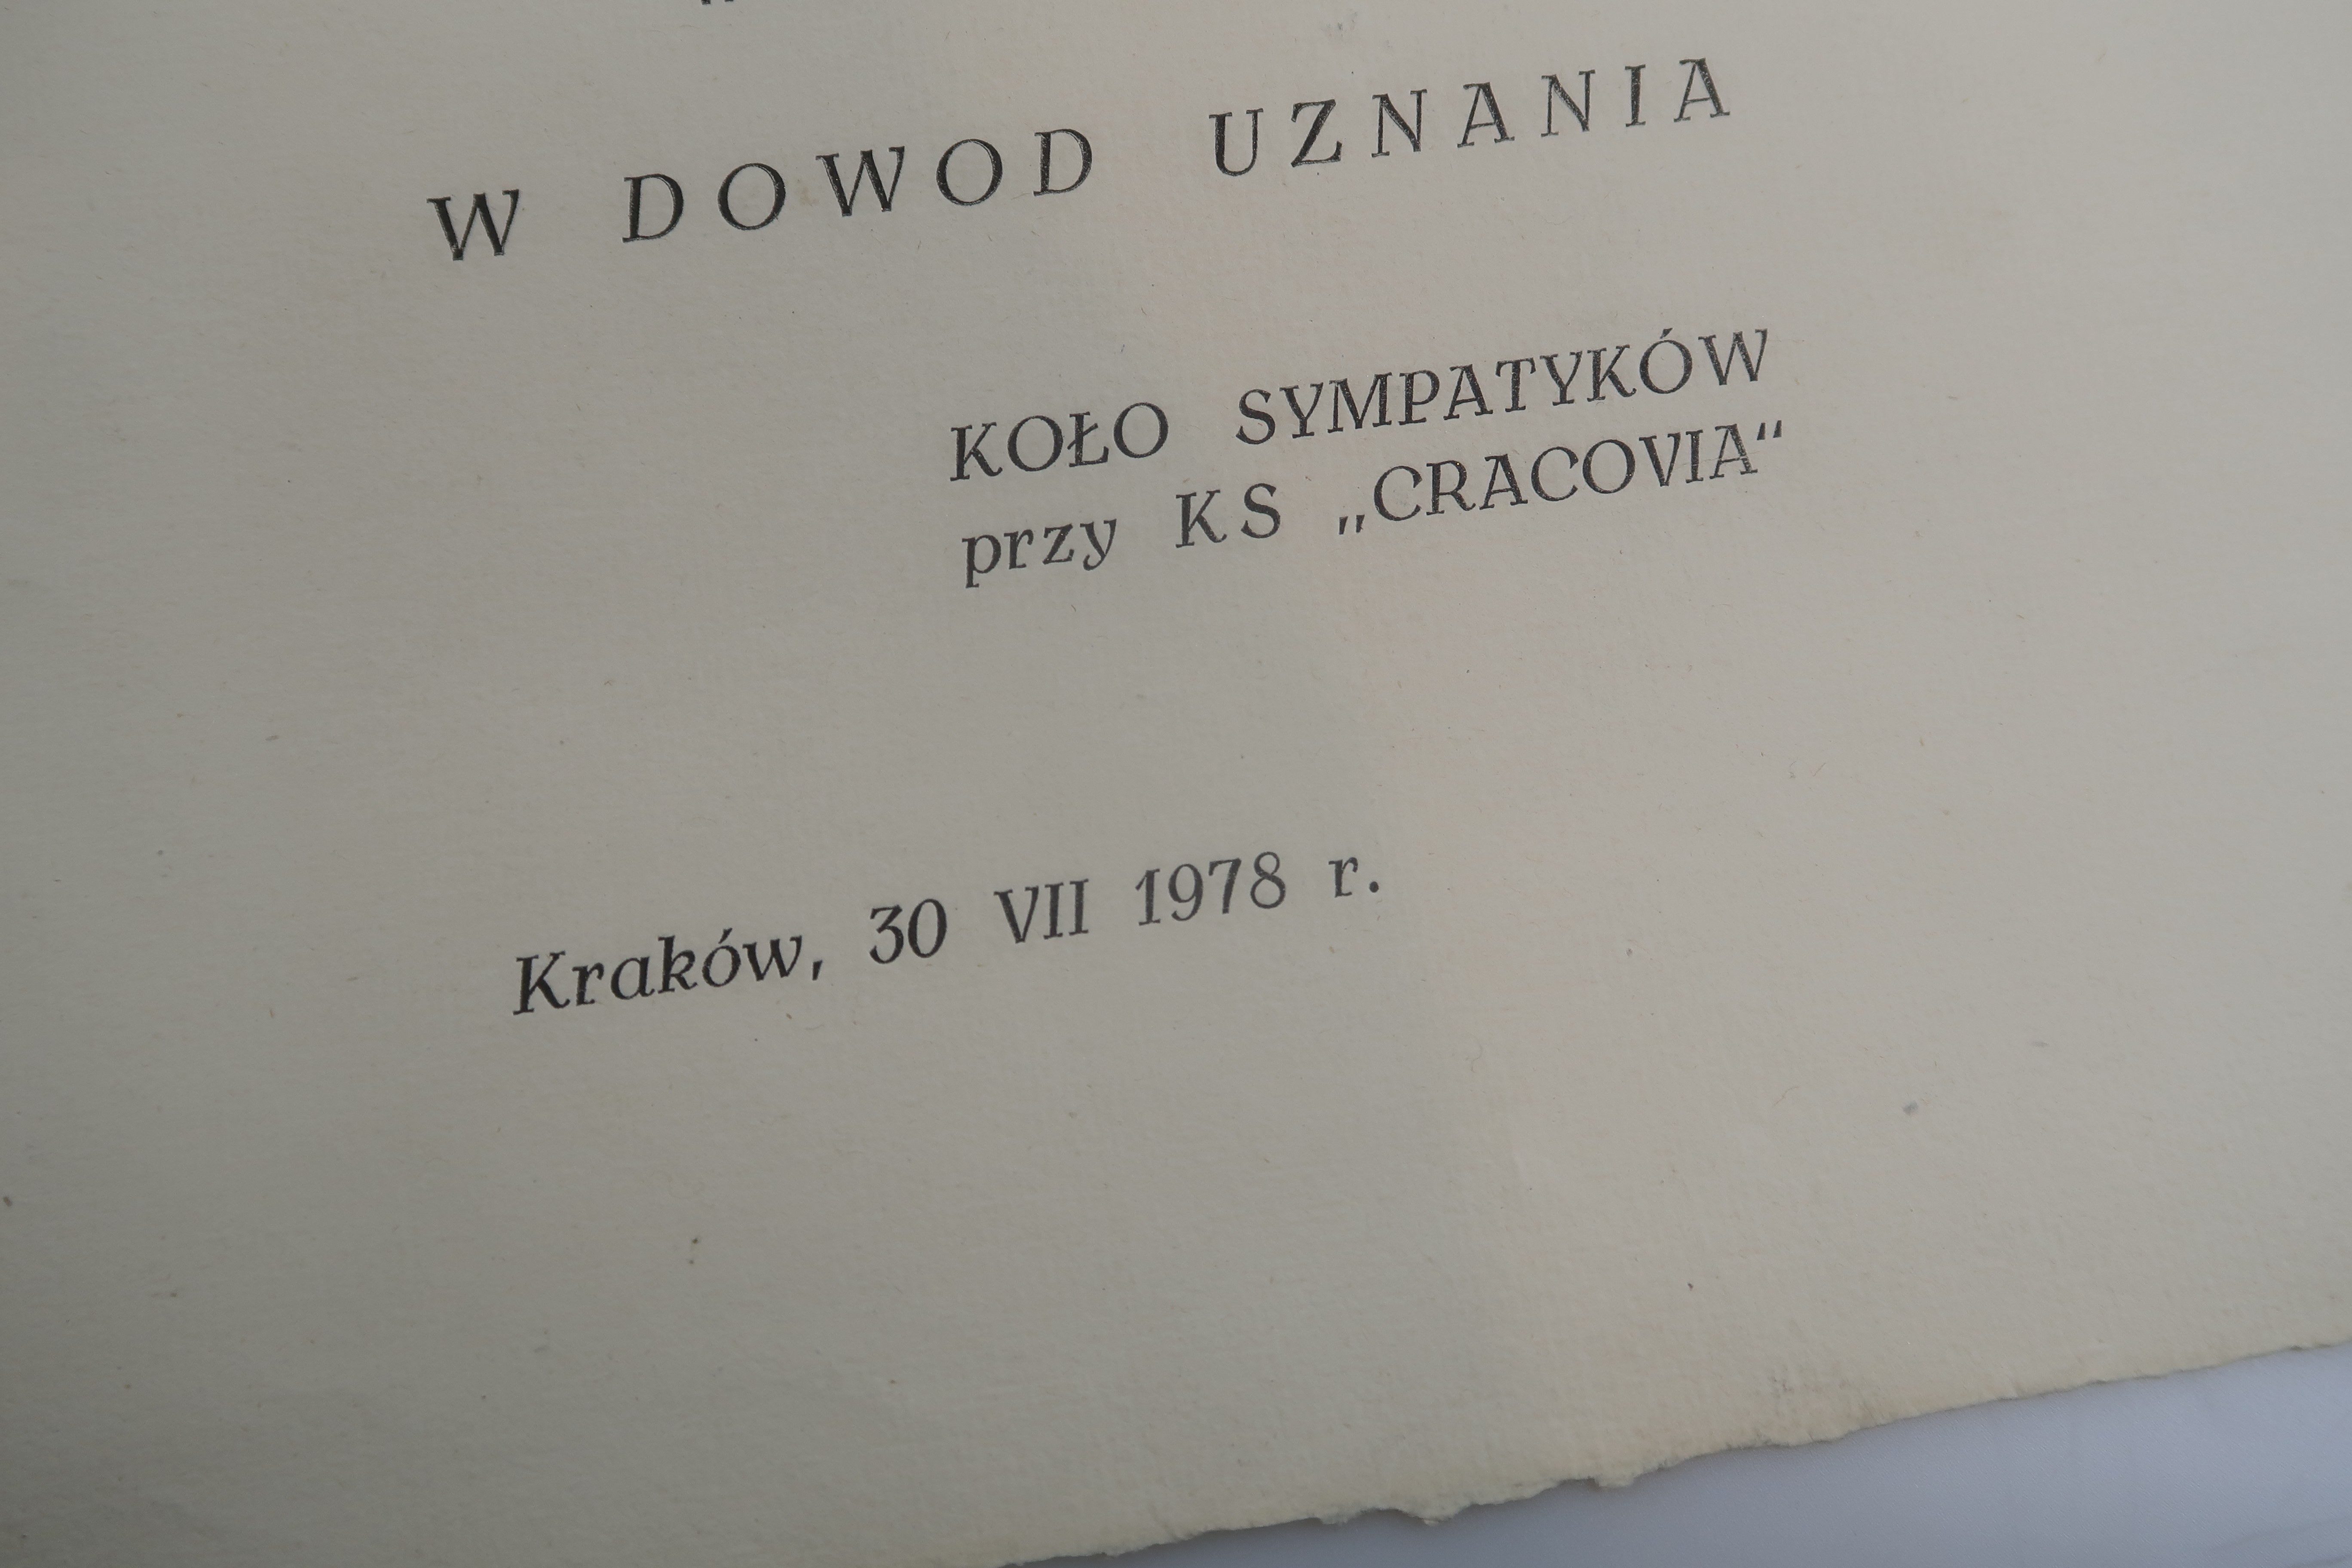 W DOWOD UZNANIA
KOŁO SYMPATYKÓW
przy KS „CRACOVIA“
Kraków, 30 VII 1978 r.